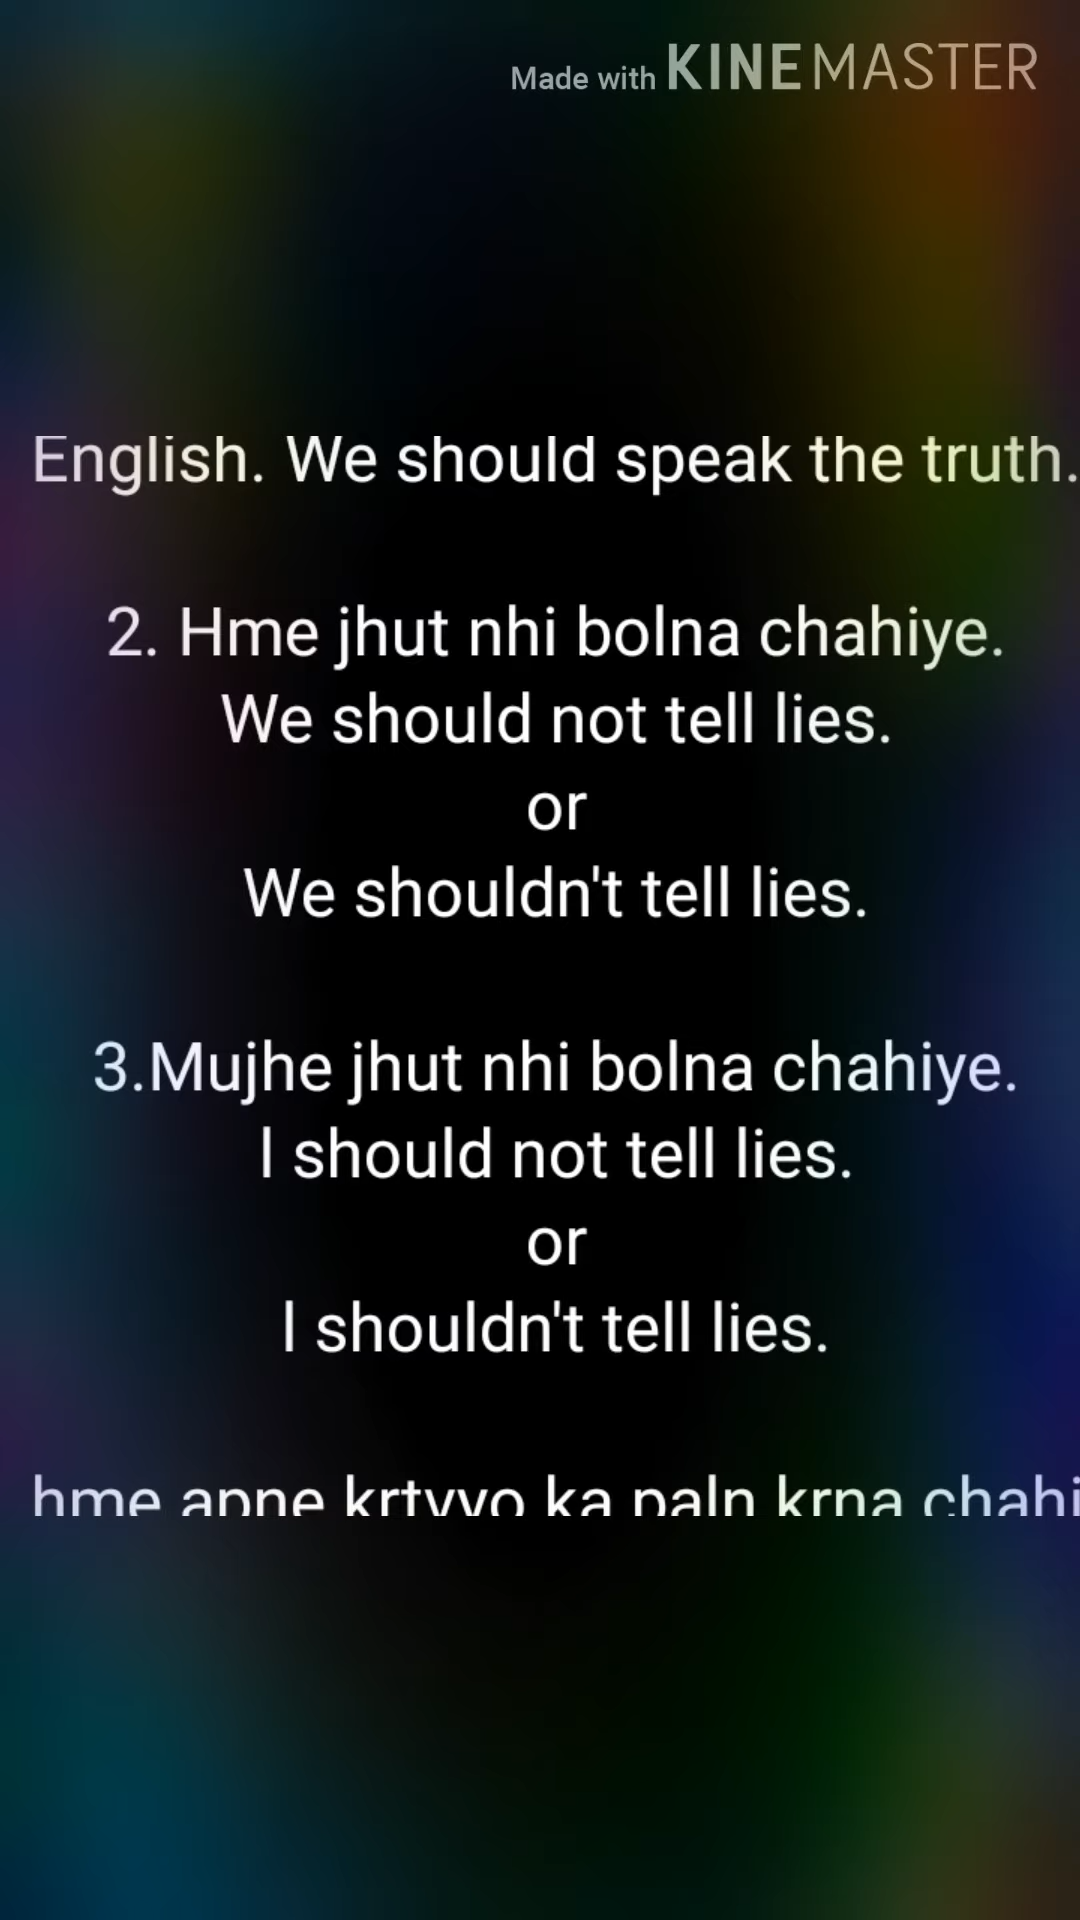 Made with KINEMASTER
English. We should speak the truth.
2. Hme jhut nhi bolna chahiye.
We should not tell lies.
or
We shouldn't tell lies.
3.Mujhe jhut nhi bolna chahiye.
I should not tell lies.
or
I shouldn't tell lies.
hme apne krtvyo ka paln krna chahi